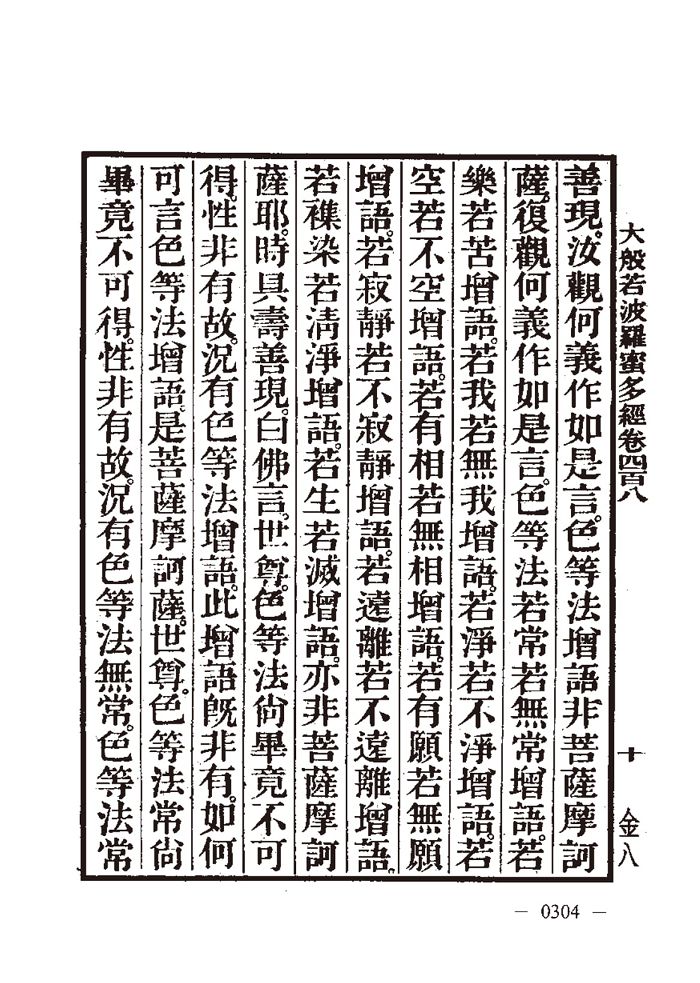 大般若波羅蜜多經卷四百八
十
金八
善現。汝觀何義作如是言。色等法增語非菩薩摩訶
薩。復觀何義作如是言。色等法若常若無常增語。若
樂若苦增語。若我若無我增語。若淨若不淨增語。若
空若不空增語。若有相若無相增語。若有願若無願
增語。若寂靜若不寂靜增語。若遠離若不遠離增語。
若襍染若清淨增語。若生若滅增語。亦非菩薩摩訶
薩耶。時具壽善現。白佛言。世尊。色等法尙畢竟不可
得。性非有故。況有色等法增語。此增語旣非有。如何
可言色等法增語。是菩薩摩訶薩。世尊。色等法常尙
畢竟不可得。性非有故。況有色等法無常。色等法常
— 0304 —